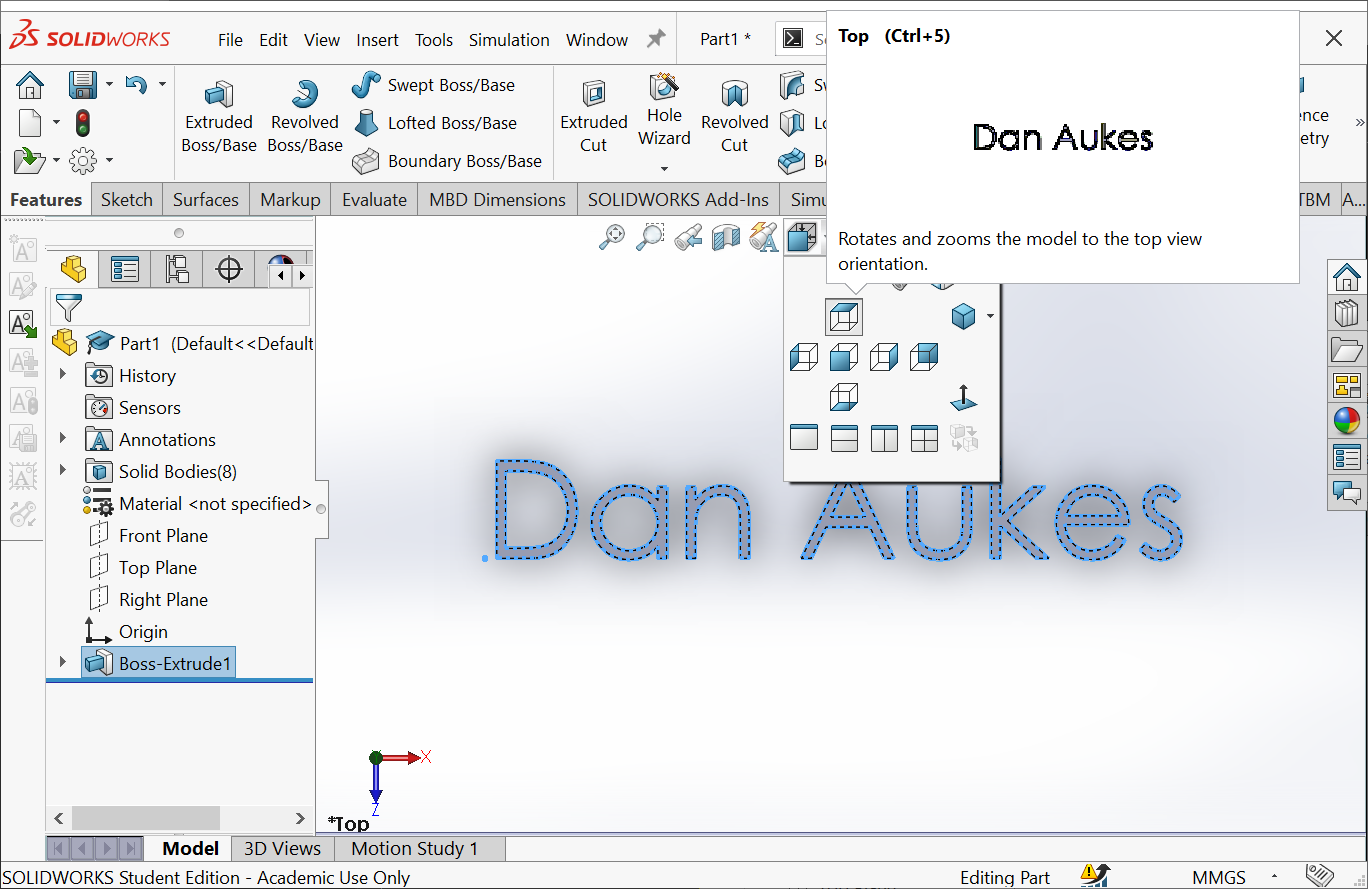 SOLIDWORKS
File Edit View Insert Tools Simulation Window
Part1 *
Top (Ctrl+5)
Dan Aukes
Rotates and zooms the model to the top view
orientation.
Extruded
Boss/Base
Revolved
Boss/Base
Swept Boss/Base
Lofted Boss/Base
Boundary Boss/Base
Extruded
Cut
Hole
Wizard
Revolved
Cut
Features Sketch Surfaces Markup Evaluate MBD Dimensions SOLIDWORKS Add-Ins
TBM A...
Part1 (Default<<Default
History
Sensors
Annotations
Solid Bodies(8)
Material <not specified>
Front Plane
Top Plane
Right Plane
Origin
Boss-Extrude1
Dan Aukes
X
Z
*Top
Model 3D Views Motion Study 1
SOLIDWORKS Student Edition - Academic Use Only
Editing Part
MMGS